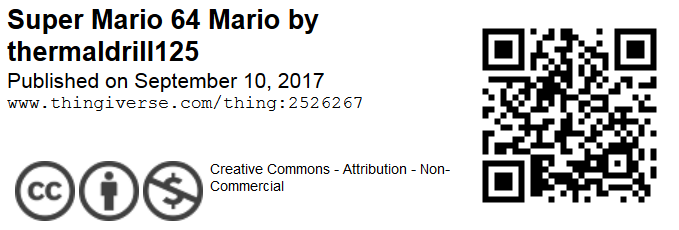 Super Mario 64 Mario by
thermaldrill125
Published on September 10, 2017
www.thingiverse.com/thing:2526267
cc
Creative Commons - Attribution - Non-
Commercial